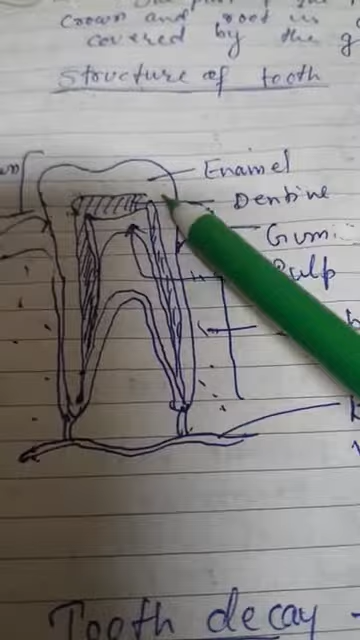 crown and root is
covered by the g
Structure of tooth
Enamel
Dentine
Gum
Pulp
Tooth decay -